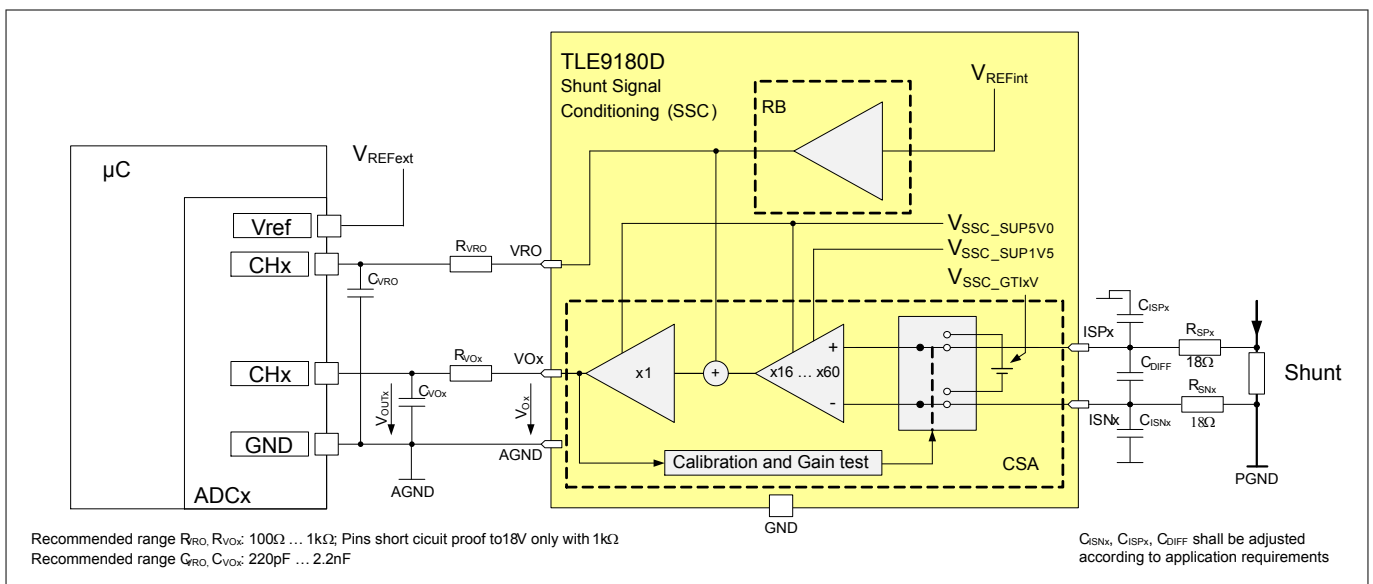 TLE9180D
Shunt Signal
Conditioning (SSC)
RB
VREFint
µC
VREFext
Vref
CHx
RVRO
VRO
CVRO
VSSC_SUP5V0
VSSC_SUP1V5
VSSC_GTIxV
CISPx
ISPx
RSPx
18Ω
CDIFF
Shunt
RSNx
18Ω
ISNx
CISNx
PGND
CHx
RVOx
VOx
CVOx
VOUTx
VOx
x1
+
x16 ... x60
+
-
GND
AGND
AGND
ADCx
Calibration and Gain test
CSA
GND
Recommended range RVRO, RVOx: 100Ω ... 1kΩ; Pins short cicuit proof to18V only with 1kΩ
Recommended range CVRO, CVOx: 220pF ... 2.2nF
CISNx, CISPx, CDIFF shall be adjusted
according to application requirements